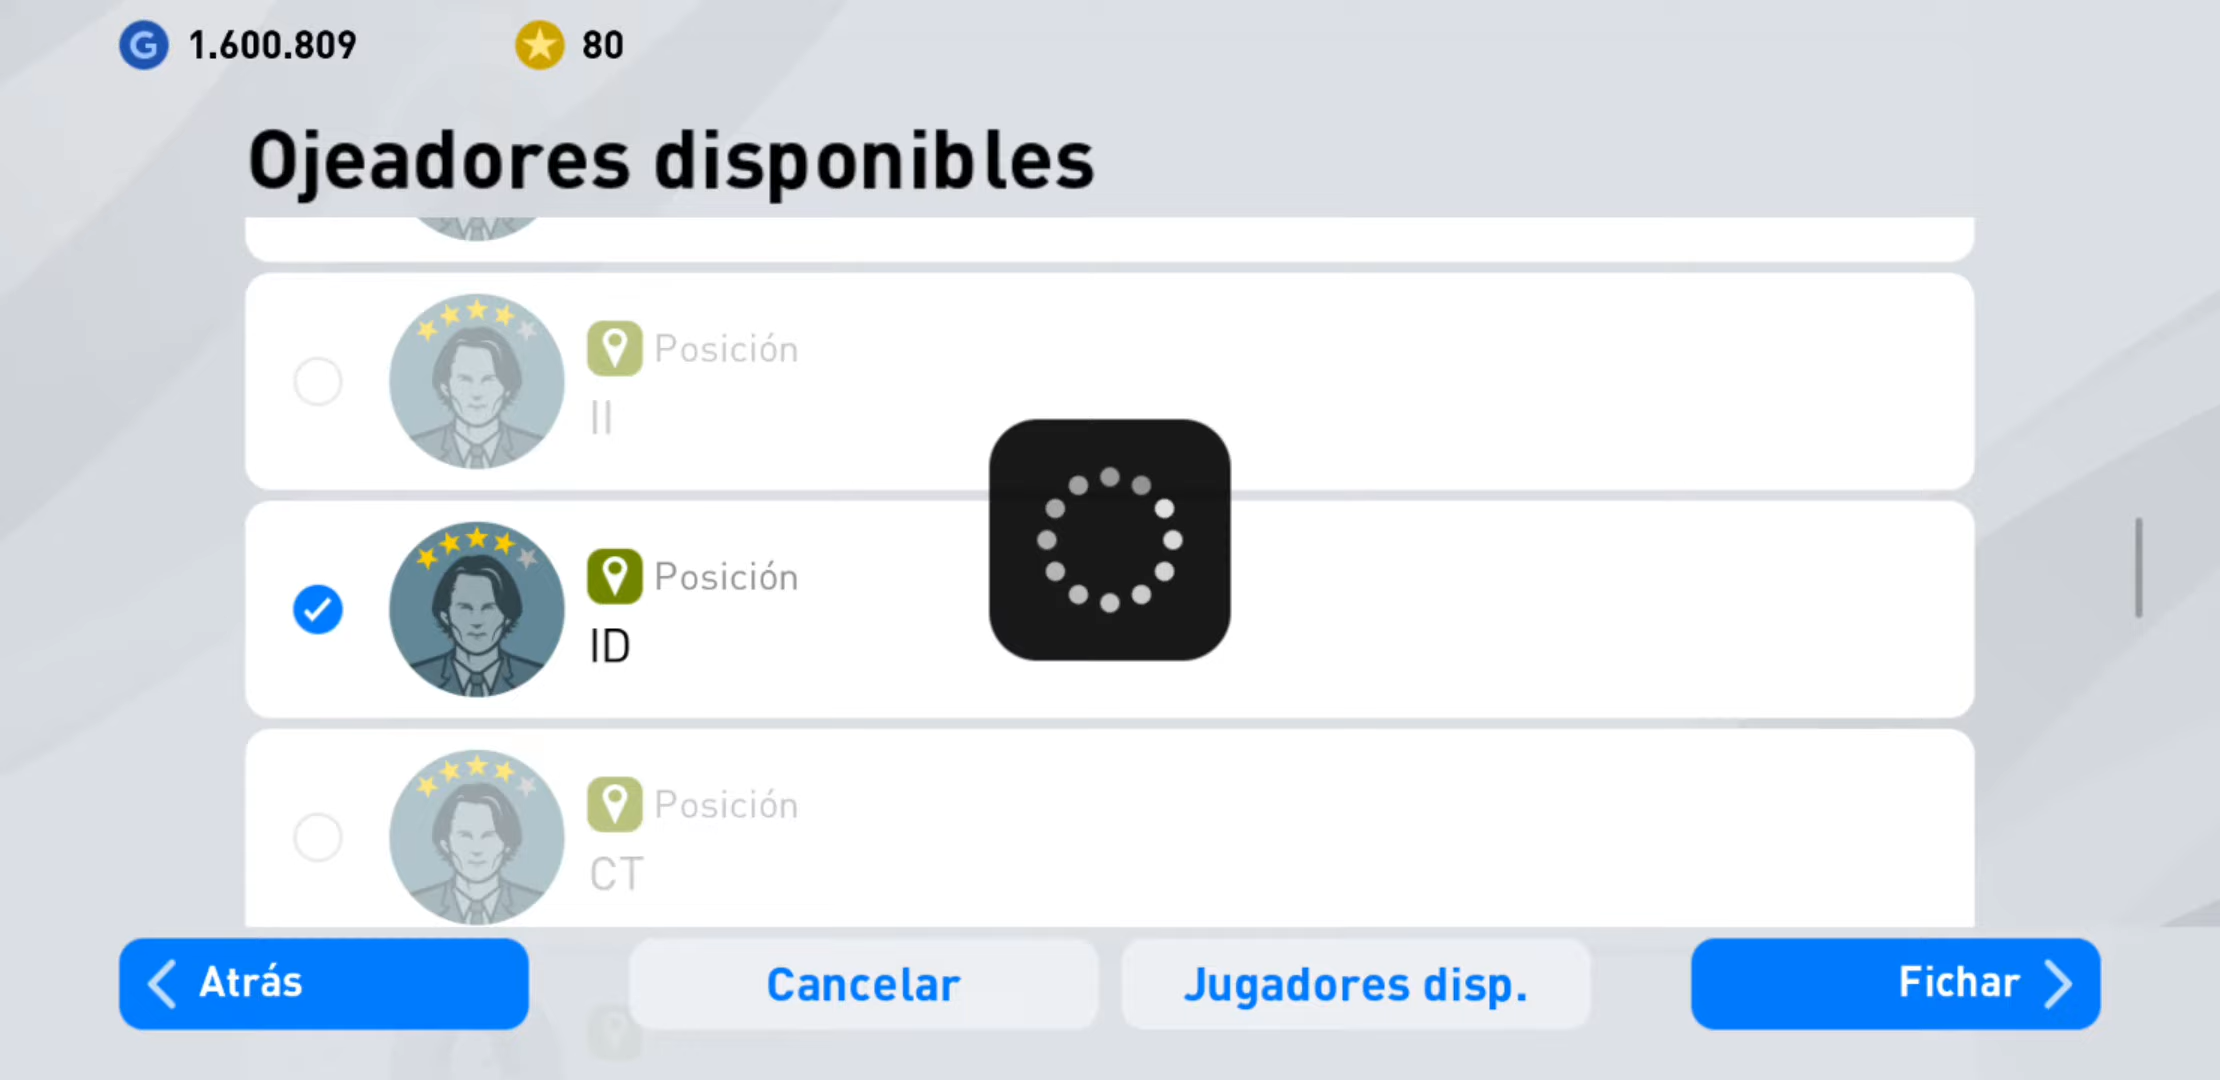 G 1.600.809 80
Ojeadores disponibles
Posición
II
Posición
ID
Posición
CT
Atrás
Cancelar
Jugadores disp.
Fichar